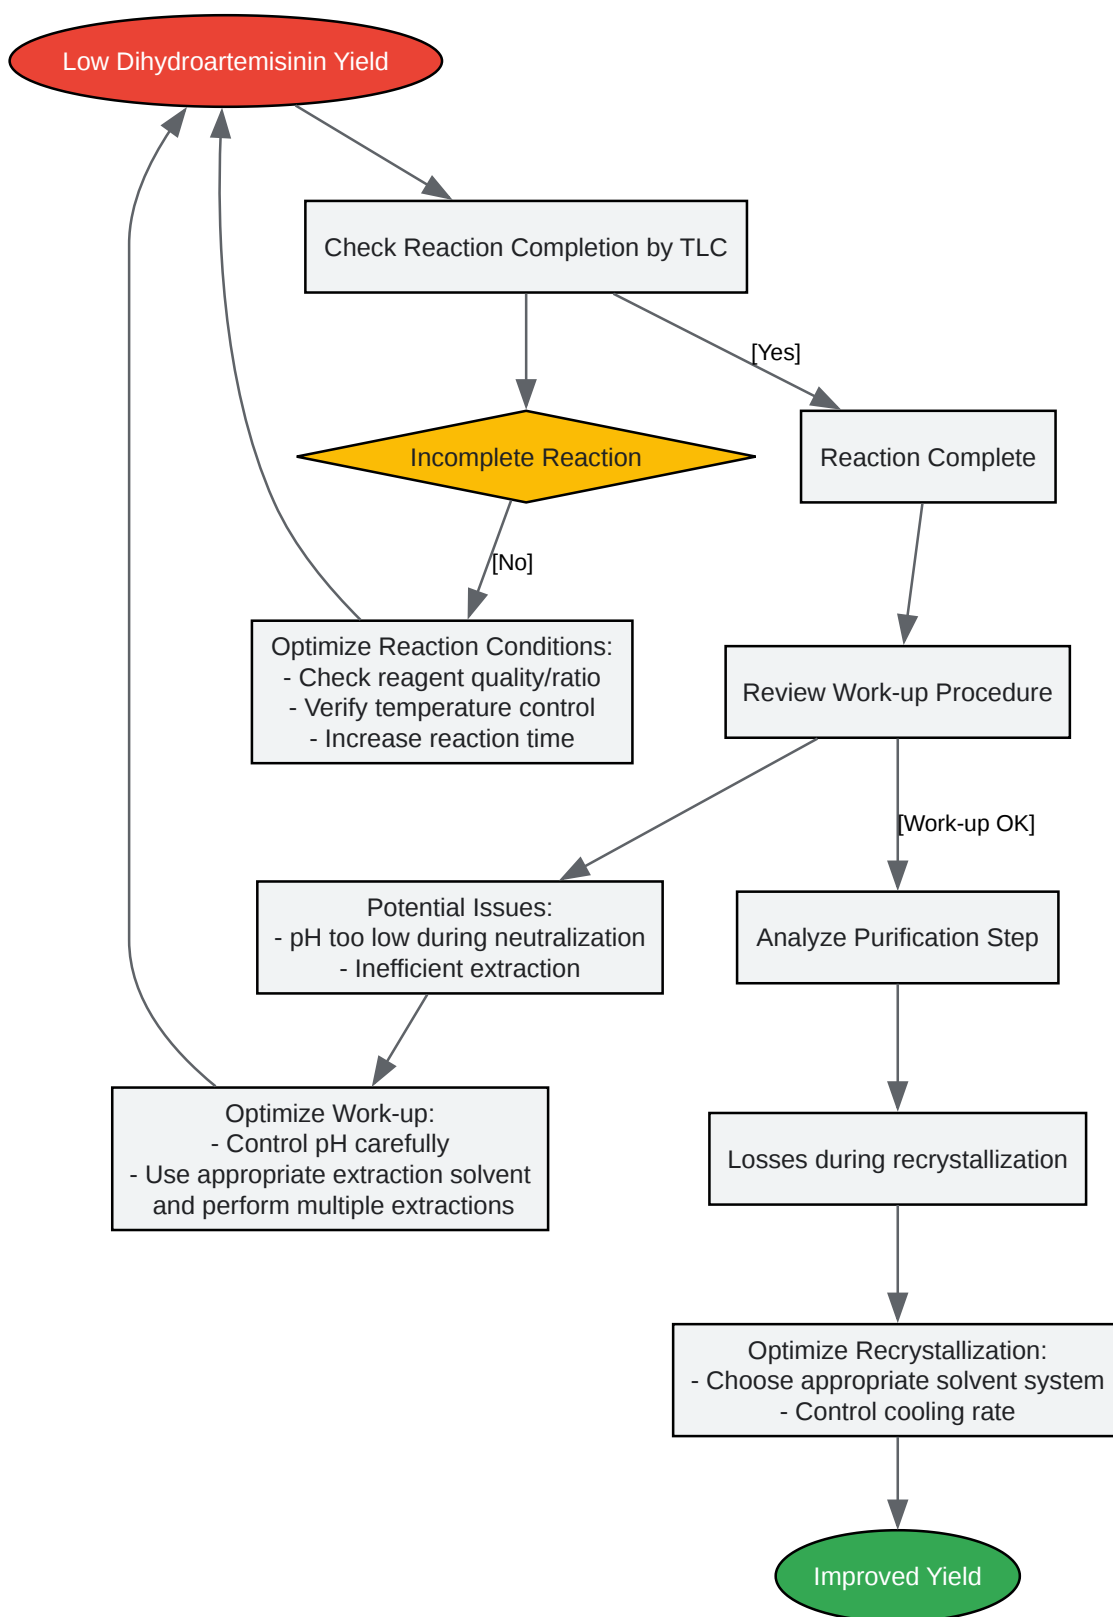 Low Dihydroartemisinin Yield
Check Reaction Completion by TLC
[Yes]
Incomplete Reaction
Reaction Complete
[No]
Optimize Reaction Conditions:
- Check reagent quality/ratio
- Verify temperature control
- Increase reaction time
Review Work-up Procedure
[Work-up OK]
Potential Issues:
- pH too low during neutralization
- Inefficient extraction
Analyze Purification Step
Optimize Work-up:
- Control pH carefully
- Use appropriate extraction solvent
and perform multiple extractions
Losses during recrystallization
Optimize Recrystallization:
- Choose appropriate solvent system
- Control cooling rate
Improved Yield